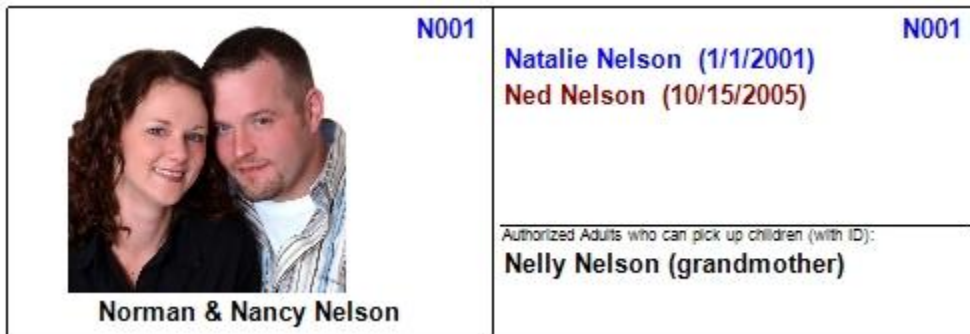 N001
Norman & Nancy Nelson
N001
Natalie Nelson (1/1/2001)
Ned Nelson (10/15/2005)
Authorized Adults who can pick up children (with ID):
Nelly Nelson (grandmother)